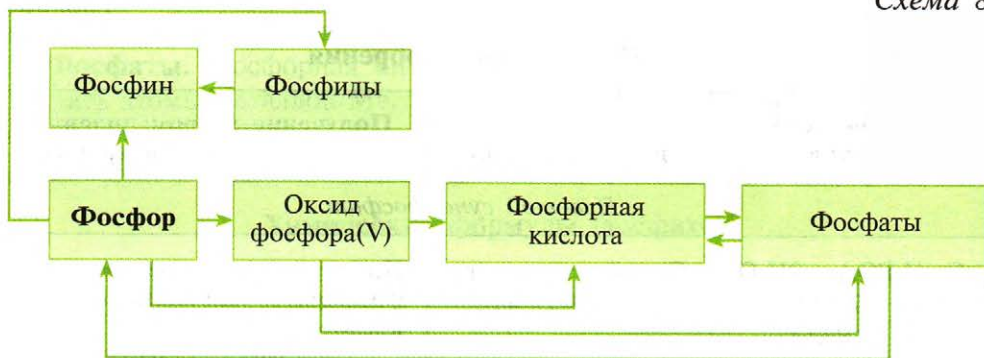 Схема 8
Фосфин
Фосфиды
Фосфор
Оксид
фосфора(V)
Фосфорная
кислота
Фосфаты